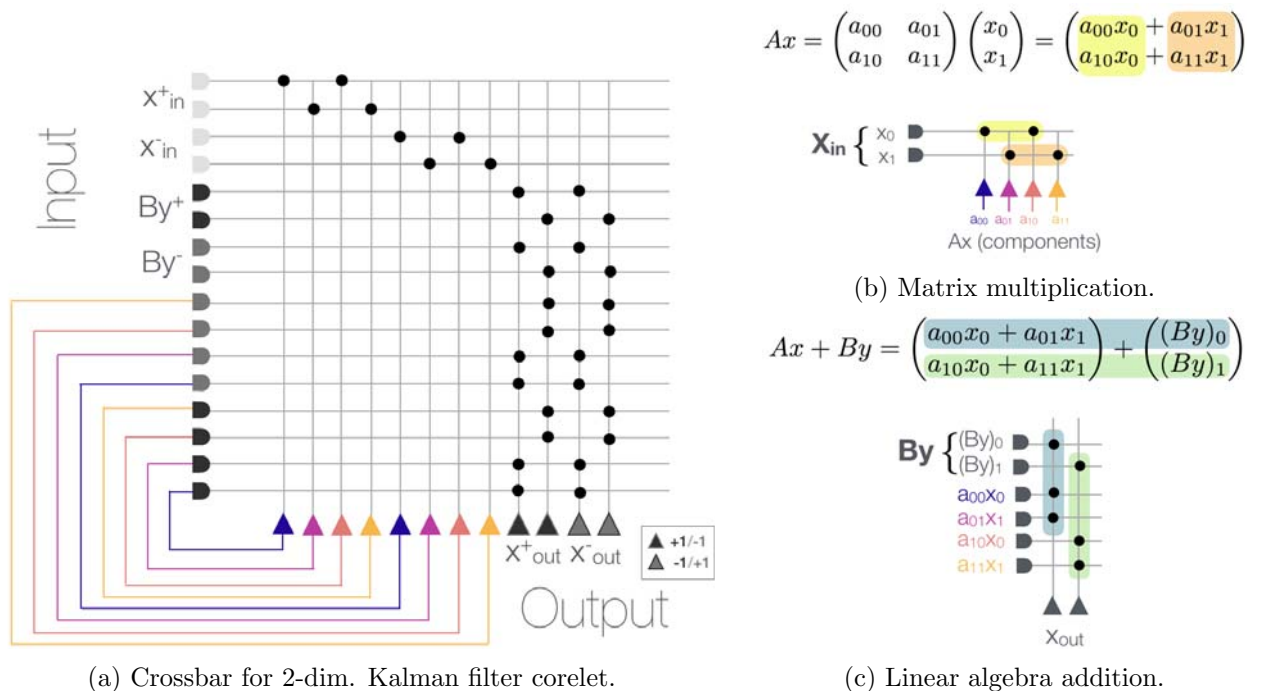 Input
x⁺in
x⁻in
By⁺
By⁻
x⁺out
x⁻out
+1/-1
-1/+1
Output
(a) Crossbar for 2-dim. Kalman filter corelet.
Ax = (a₀₀ a₀₁ a₁₀ a₁₁) (x₀ x₁) = (a₀₀x₀ + a₀₁x₁ a₁₀x₀ + a₁₁x₁)
Xin { x₀
x₁
a₀₀ a₀₁ a₁₀ a₁₁
Ax (components)
(b) Matrix multiplication.
Ax + By = (a₀₀x₀ + a₀₁x₁ a₁₀x₀ + a₁₁x₁) + ((By)₀ (By)₁)
By { (By)₀
(By)₁
a₀₀x₀
a₀₁x₁
a₁₀x₀
a₁₁x₁
xout
(c) Linear algebra addition.